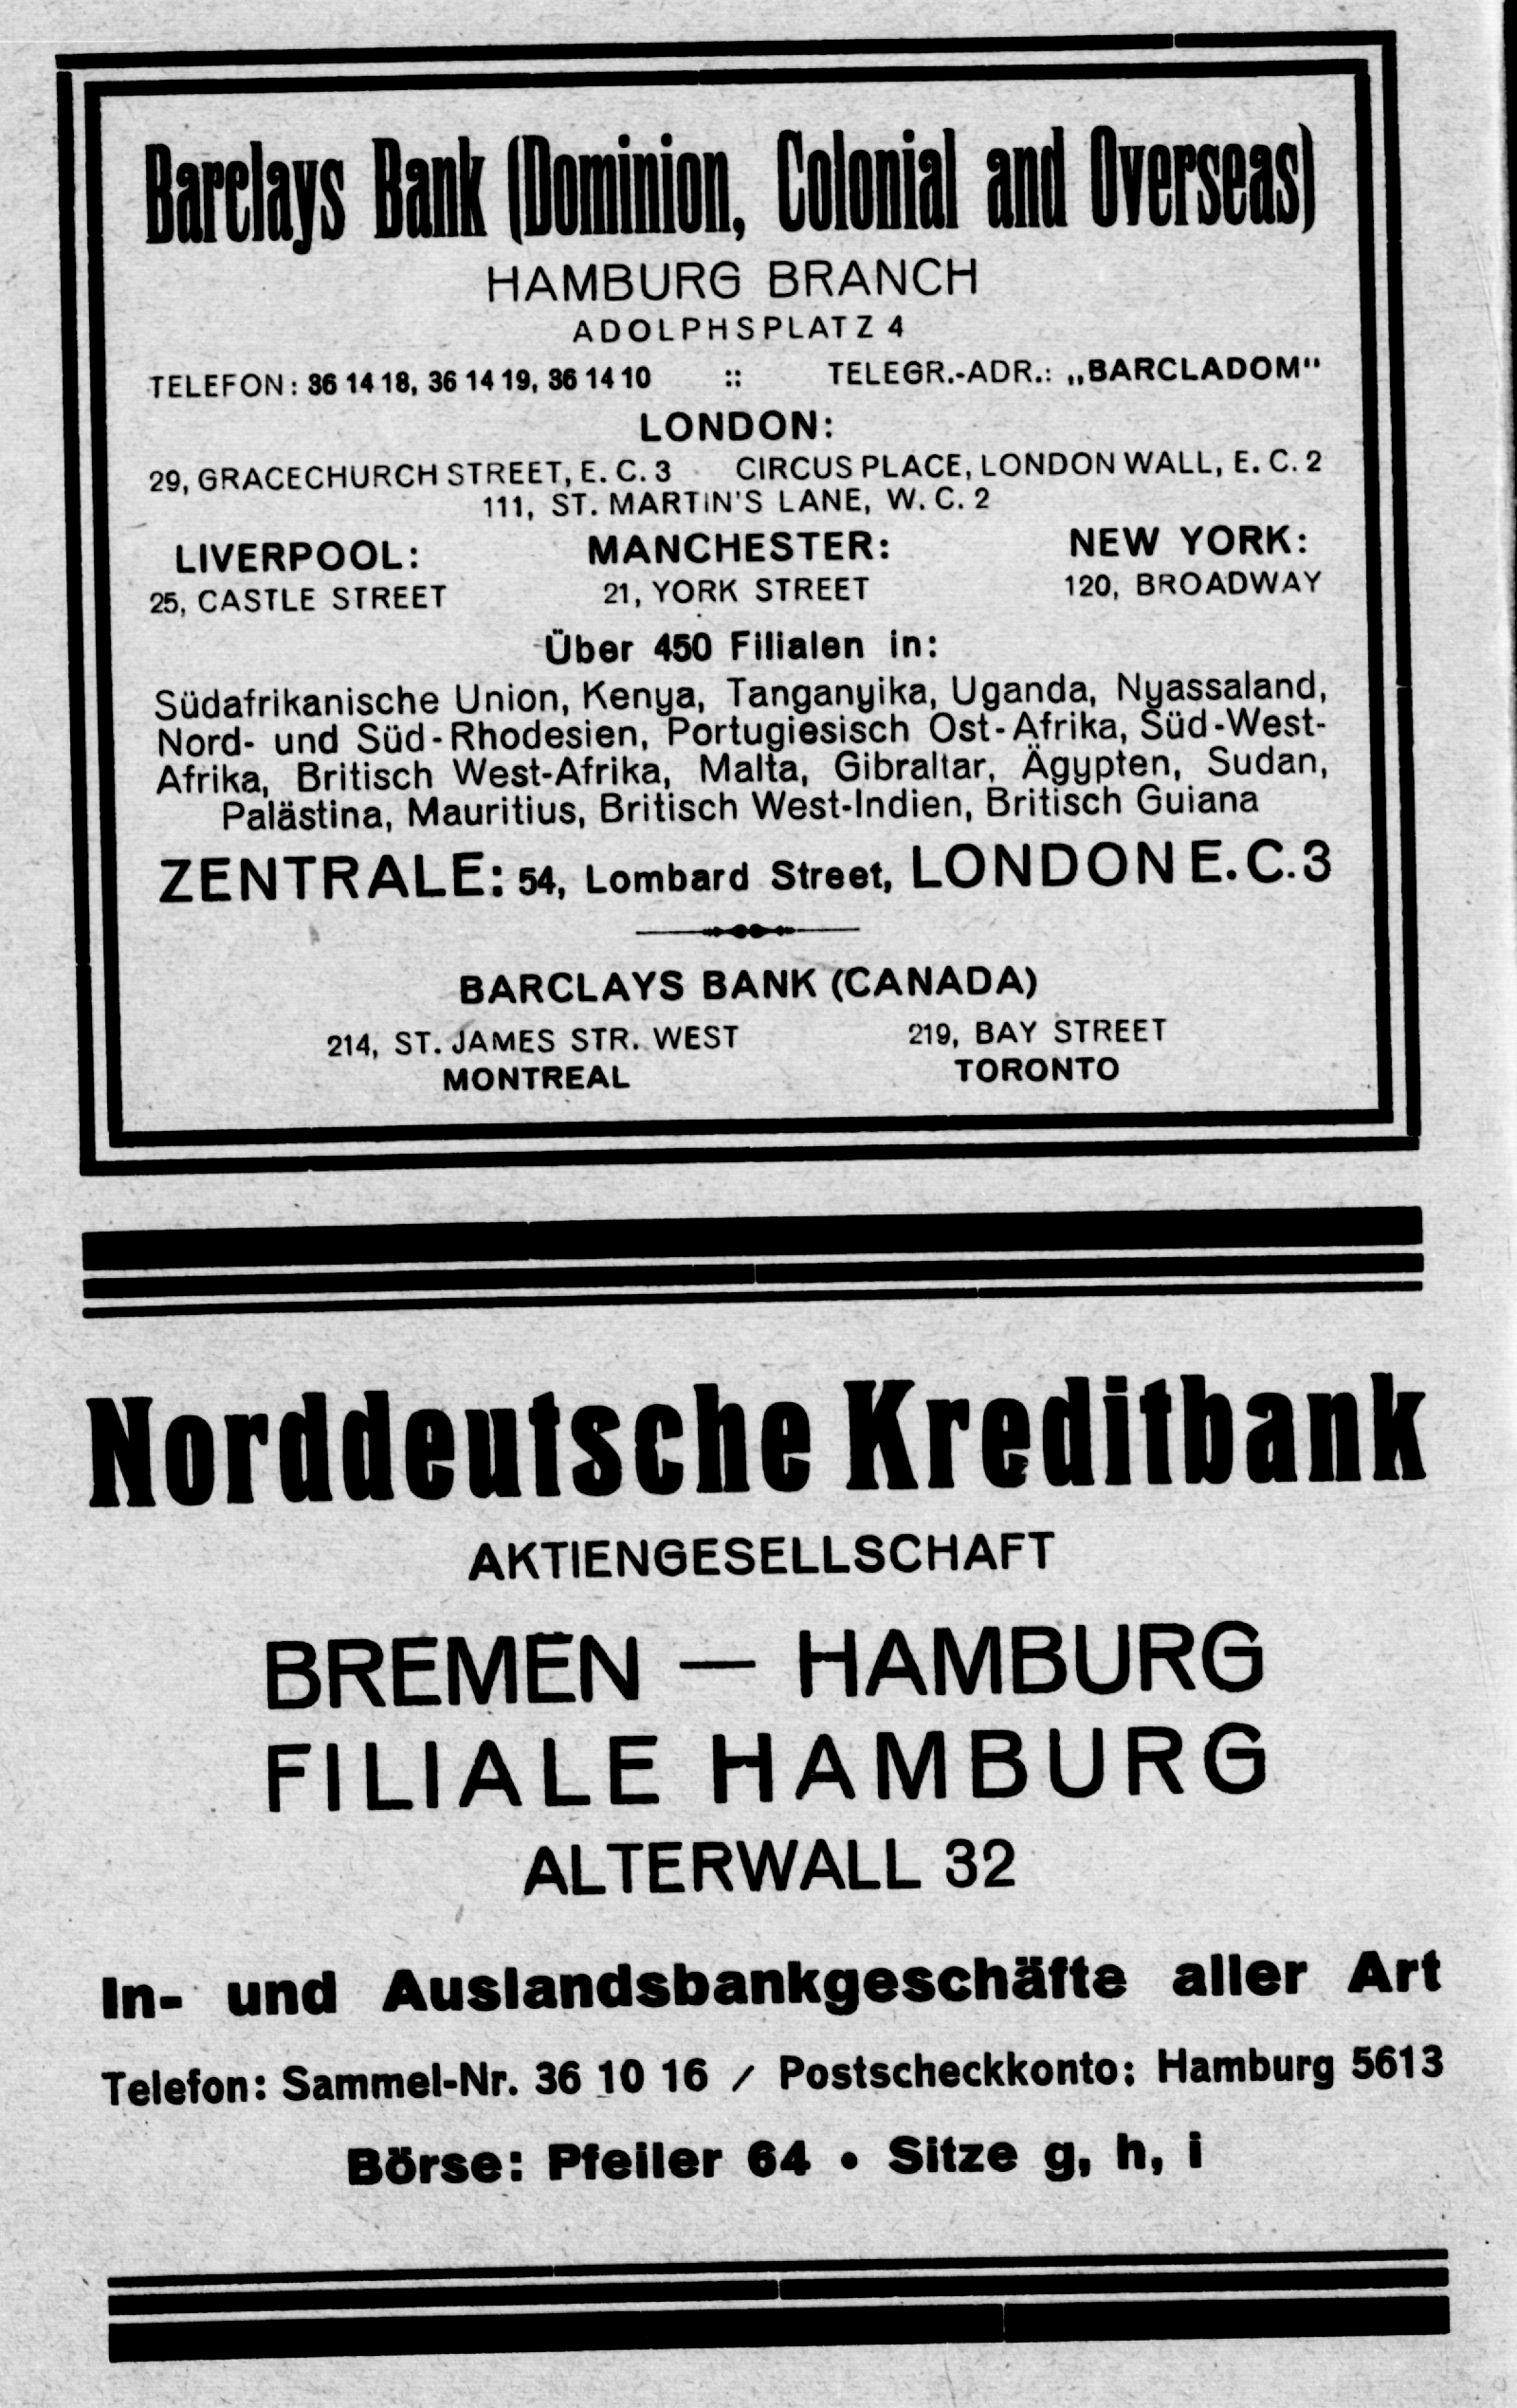 Barclays Bank (Dominion, Colonial and Overseas)
HAMBURG BRANCH
ADOLPHSPLATZ 4
TELEFON: 36 14 18, 36 14 19, 36 14 10 :: TELEGR.-ADR.: „BARCLADOM“
LONDON:
29, GRACECHURCH STREET, E. C. 3 CIRCUS PLACE, LONDON WALL, E. C. 2
111, ST. MARTIN'S LANE, W. C. 2
LIVERPOOL: MANCHESTER: NEW YORK:
25, CASTLE STREET 21, YORK STREET 120, BROADWAY
Über 450 Filialen in:
Südafrikanische Union, Kenya, Tanganyika, Uganda, Nyassaland,
Nord- und Süd-Rhodesien, Portugiesisch Ost-Afrika, Süd-West-
Afrika, Britisch West-Afrika, Malta, Gibraltar, Ägypten, Sudan,
Palästina, Mauritius, Britisch West-Indien, Britisch Guiana
ZENTRALE: 54, Lombard Street, LONDON E. C. 3
BARCLAYS BANK (CANADA)
214, ST. JAMES STR. WEST 219, BAY STREET
MONTREAL TORONTO
Norddeutsche Kreditbank
AKTIENGESELLSCHAFT
BREMEN — HAMBURG
FILIALE HAMBURG
ALTERWALL 32
In- und Auslandsbankgeschäfte aller Art
Telefon: Sammel-Nr. 36 10 16 / Postscheckkonto: Hamburg 5613
Börse: Pfeiler 64 • Sitze g, h, i